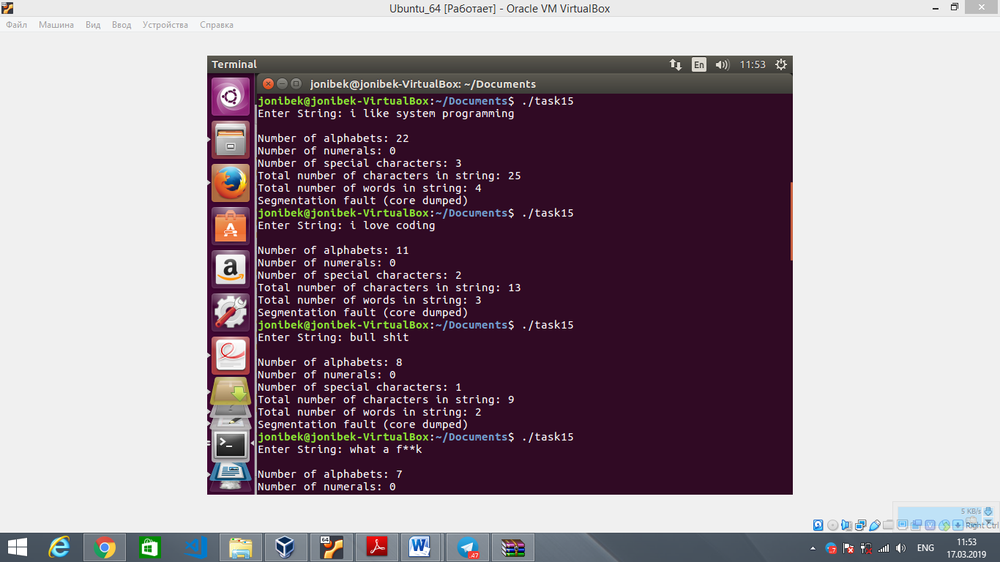 Ubuntu_64 [Работает] - Oracle VM VirtualBox
Файл Машина Вид Ввод Устройства Справка
Terminal En 11:53
jonibek@jonibek-VirtualBox: ~/Documents
jonibek@jonibek-VirtualBox:~/Documents$ ./task15
Enter String: i like system programming
Number of alphabets: 22
Number of numerals: 0
Number of special characters: 3
Total number of characters in string: 25
Total number of words in string: 4
Segmentation fault (core dumped)
jonibek@jonibek-VirtualBox:~/Documents$ ./task15
Enter String: i love coding
Number of alphabets: 11
Number of numerals: 0
Number of special characters: 2
Total number of characters in string: 13
Total number of words in string: 3
Segmentation fault (core dumped)
jonibek@jonibek-VirtualBox:~/Documents$ ./task15
Enter String: bull shit
Number of alphabets: 8
Number of numerals: 0
Number of special characters: 1
Total number of characters in string: 9
Total number of words in string: 2
Segmentation fault (core dumped)
jonibek@jonibek-VirtualBox:~/Documents$ ./task15
Enter String: what a f**k
Number of alphabets: 7
Number of numerals: 0
5 KB/s
Right Ctrl
64
.47
ENG
11:53
17.03.2019